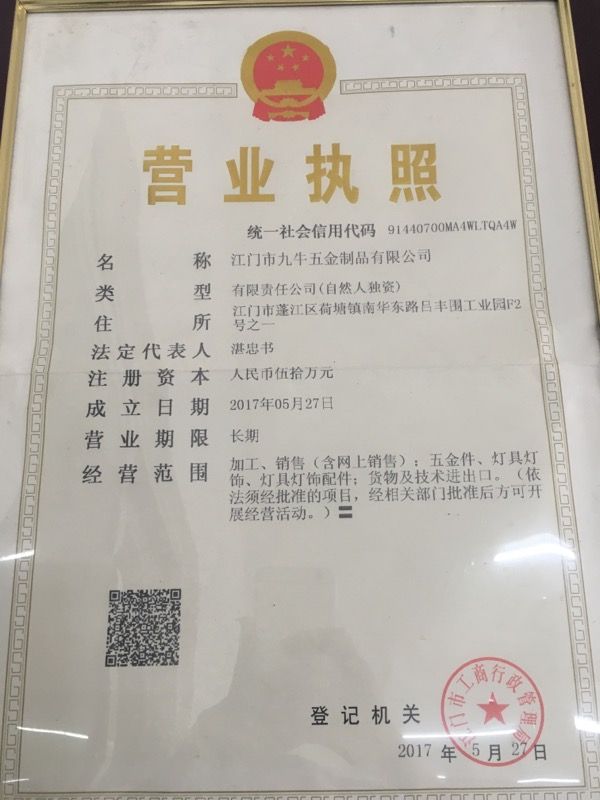 营业执照
统一社会信用代码 91440700MA4WLTQA4W
名称 江门市九牛五金制品有限公司
类型 有限责任公司(自然人独资)
住所 江门市蓬江区荷塘镇南华东路吕丰围工业园F2
号之一
法定代表人 湛忠书
注册资本 人民币伍拾万元
成立日期 2017年05月27日
营业期限 长期
经营范围 加工、销售（含网上销售）：五金件、灯具灯
饰、灯具灯饰配件；货物及技术进出口。（依
法须经批准的项目，经相关部门批准后方可开
展经营活动。）〓
江门市工商行政管理局
登记机关
2017年5月27日